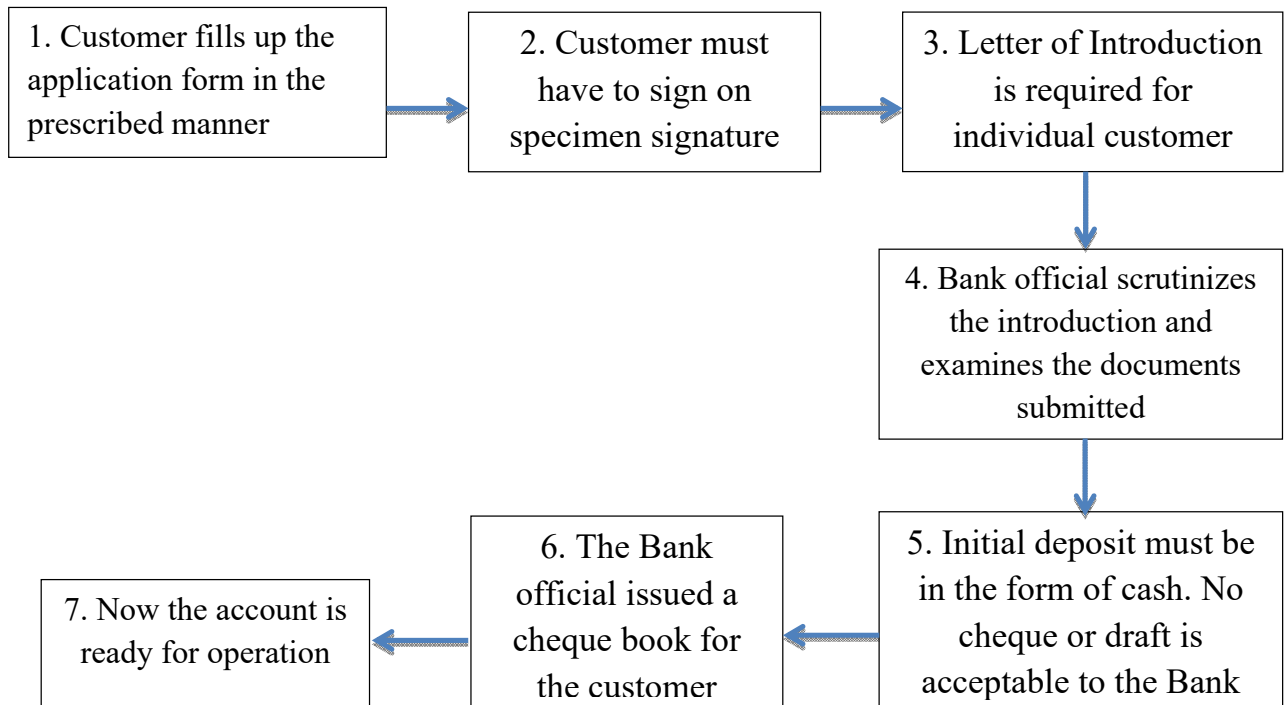 1. Customer fills up the
application form in the
prescribed manner
2. Customer must
have to sign on
specimen signature
3. Letter of Introduction
is required for
individual customer
4. Bank official scrutinizes
the introduction and
examines the documents
submitted
5. Initial deposit must be
in the form of cash. No
cheque or draft is
acceptable to the Bank
6. The Bank
official issued a
cheque book for
the customer
7. Now the account is
ready for operation